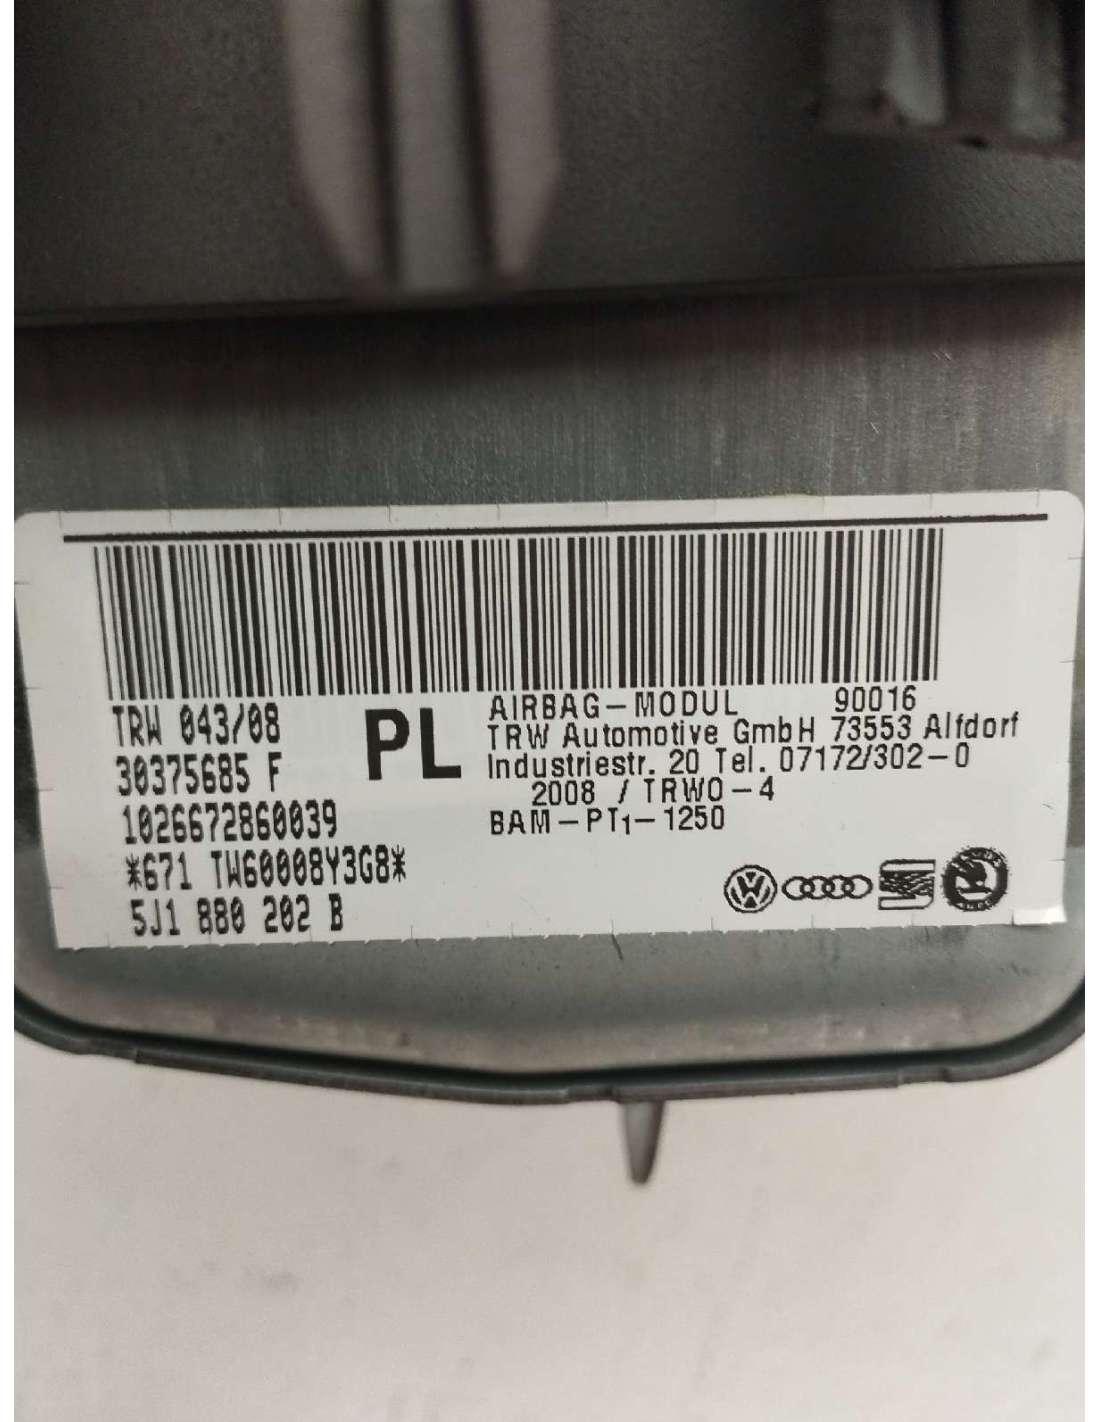 TRW 043/08
30375685 F
1026672860039
*671 TW60008Y3G8*
5J1 880 202 B
PL
AIRBAG-MODUL 90016
TRW Automotive GmbH 73553 Alfdorf
Industriestr. 20 Tel. 07172/302-0
2008 / TRWO-4
BAM-PT1-1250